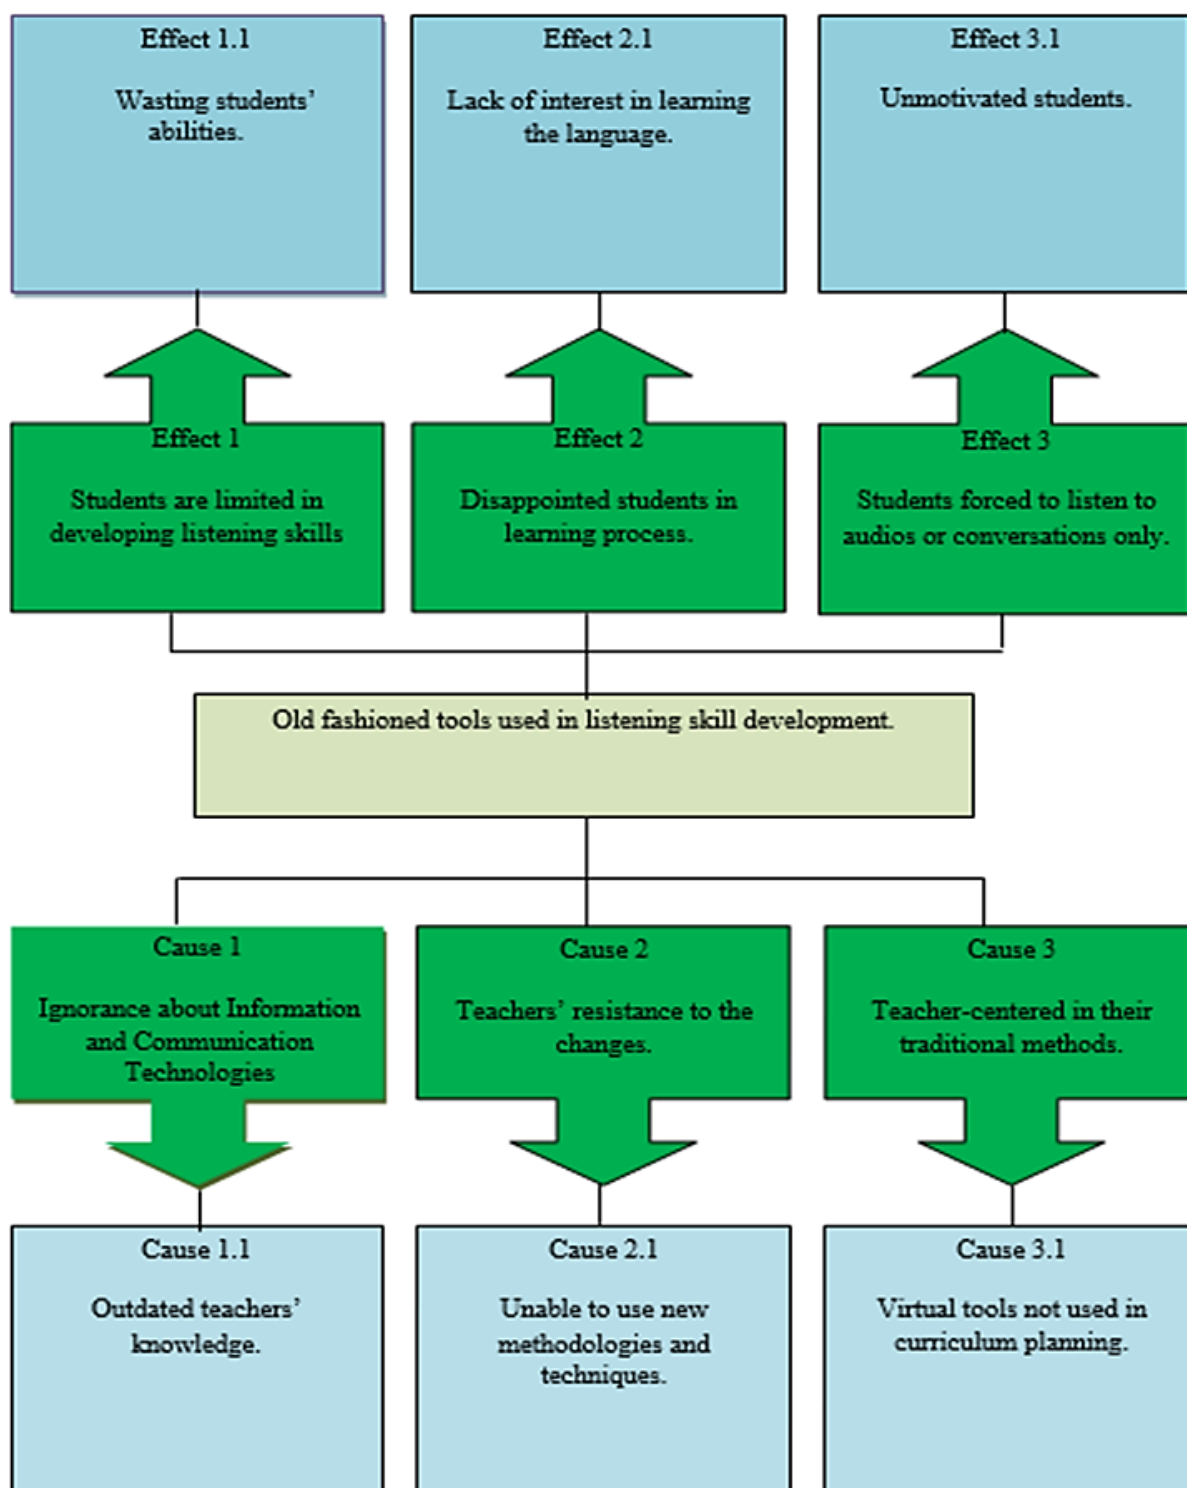 Effect 1.1
Wasting students’
abilities.
Effect 2.1
Lack of interest in learning
the language.
Effect 3.1
Unmotivated students.
Effect 1
Students are limited in
developing listening skills
Effect 2
Disappointed students in
learning process.
Effect 3
Students forced to listen to
audios or conversations only.
Old fashioned tools used in listening skill development.
Cause 1
Ignorance about Information
and Communication
Technologies
Cause 2
Teachers’ resistance to the
changes.
Cause 3
Teacher-centered in their
traditional methods.
Cause 1.1
Outdated teachers’
knowledge.
Cause 2.1
Unable to use new
methodologies and
techniques.
Cause 3.1
Virtual tools not used in
curriculum planning.